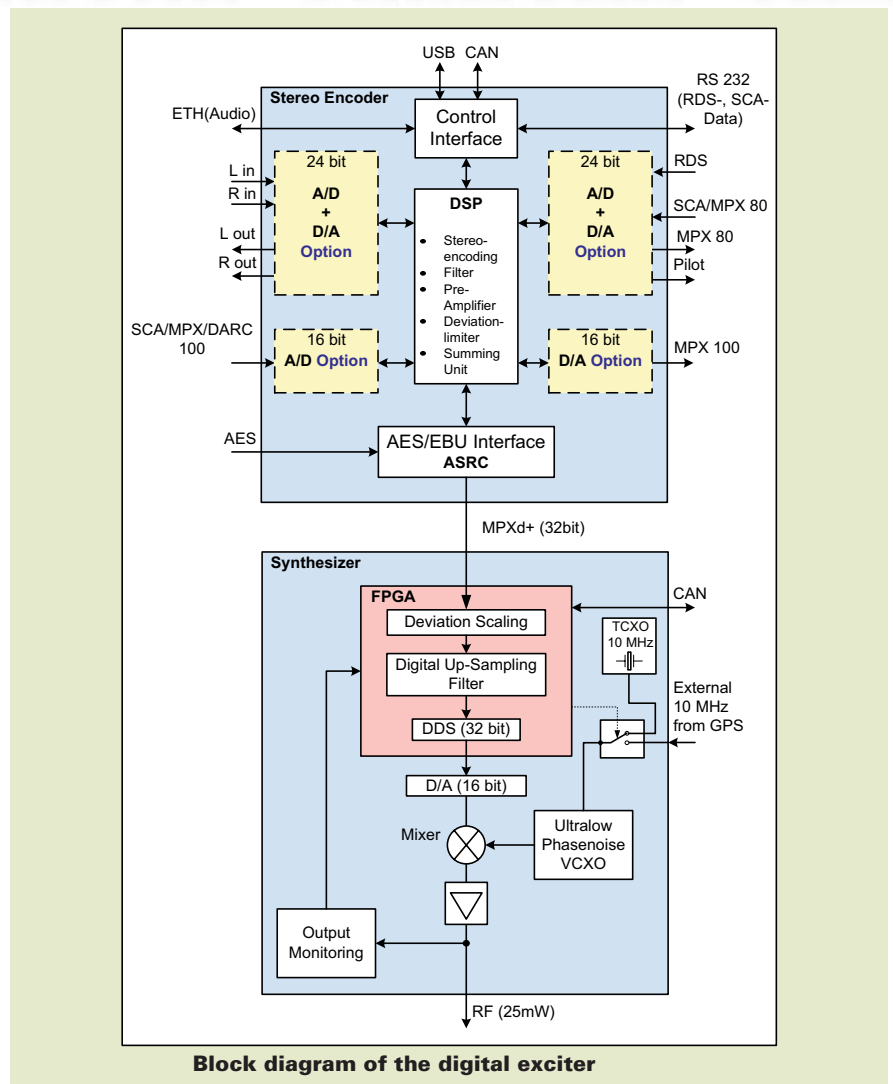 USB CAN
Stereo Encoder
RS 232
(RDS-, SCA-
Data)
ETH(Audio)
Control
Interface
24 bit
A/D
+
D/A
Option
L in
R in
L out
R out
DSP
• Stereo-
encoding
• Filter
• Pre-
Amplifier
• Deviation-
limiter
• Summing
Unit
24 bit
A/D
+
D/A
Option
RDS
SCA/MPX 80
MPX 80
Pilot
SCA/MPX/DARC
100
16 bit
A/D Option
16 bit
D/A Option
MPX 100
AES
AES/EBU Interface
ASRC
MPXd+ (32bit)
Synthesizer
FPGA
CAN
Deviation Scaling
TCXO
10 MHz
Digital Up-Sampling
Filter
External
10 MHz
from GPS
DDS (32 bit)
D/A (16 bit)
Mixer
Ultralow
Phasenoise
VCXO
Output
Monitoring
RF (25mW)
Block diagram of the digital exciter